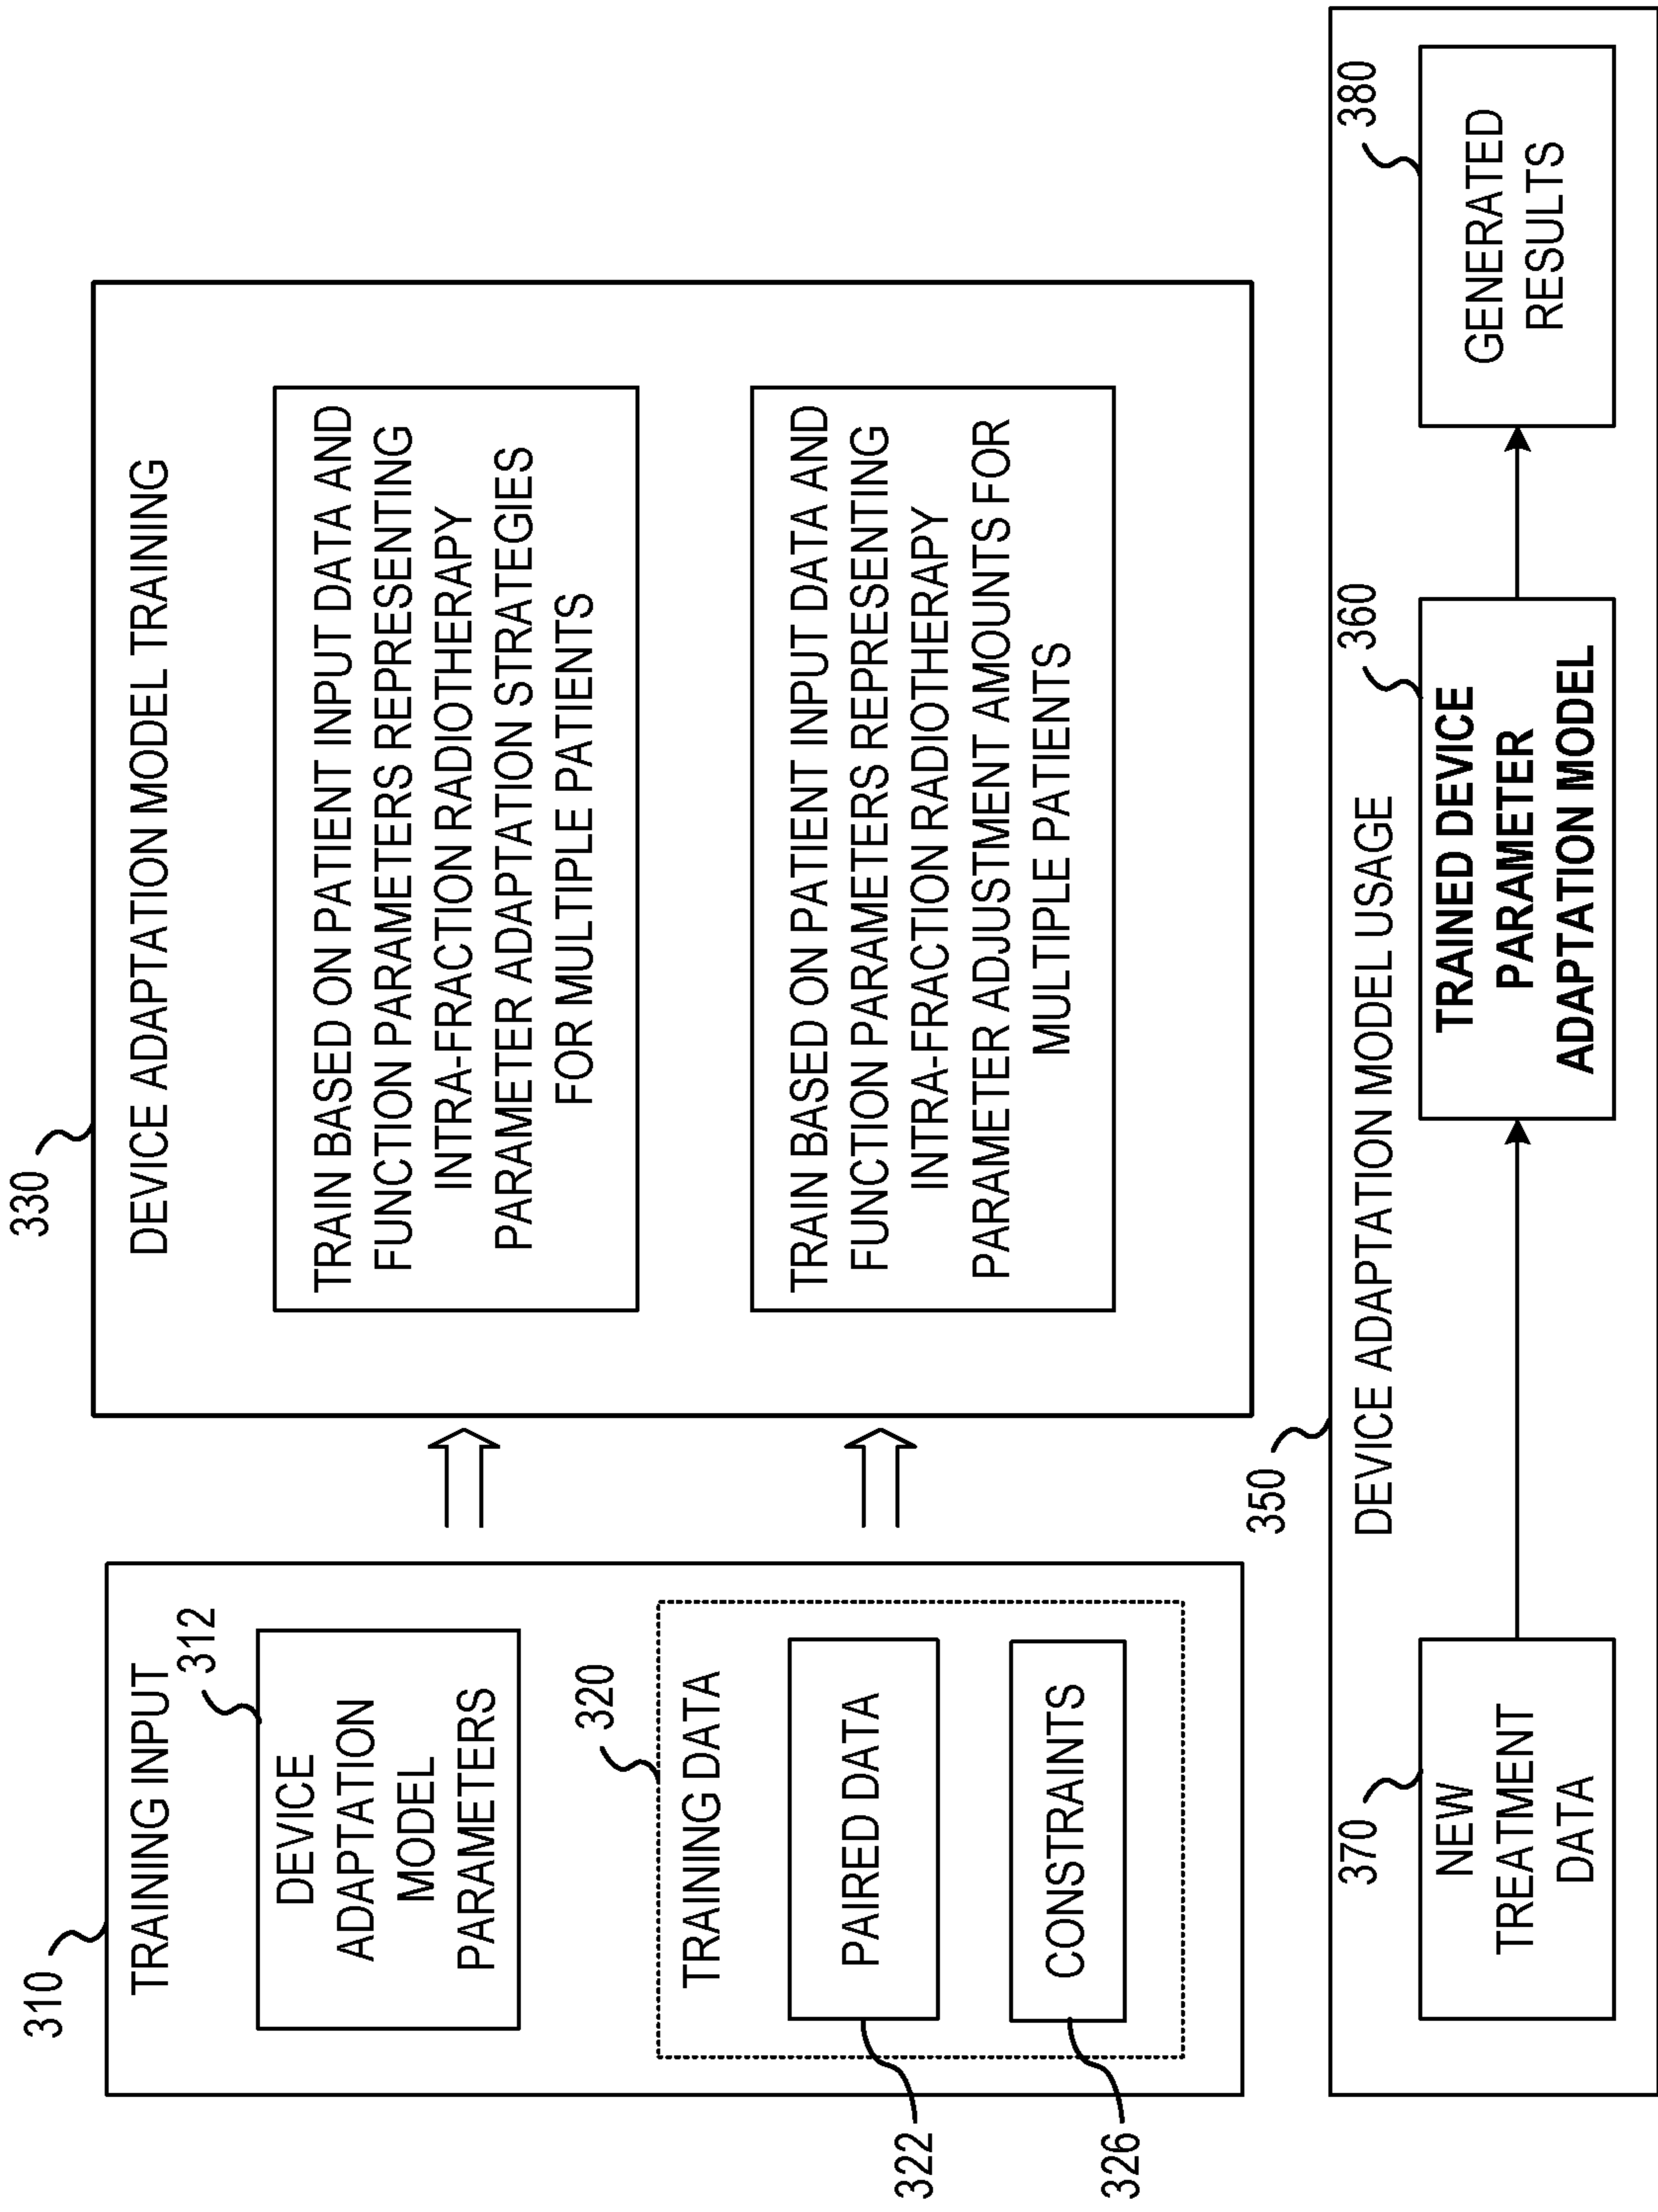 310
TRAINING INPUT
312
DEVICE
ADAPTATION
MODEL
PARAMETERS
320
TRAINING DATA
PAIRED DATA
322
CONSTRAINTS
326
330
DEVICE ADAPTATION MODEL TRAINING
TRAIN BASED ON PATIENT INPUT DATA AND
FUNCTION PARAMETERS REPRESENTING
INTRA-FRACTION RADIOTHERAPY
PARAMETER ADAPTATION STRATEGIES
FOR MULTIPLE PATIENTS
TRAIN BASED ON PATIENT INPUT DATA AND
FUNCTION PARAMETERS REPRESENTING
INTRA-FRACTION RADIOTHERAPY
PARAMETER ADJUSTMENT AMOUNTS FOR
MULTIPLE PATIENTS
350
DEVICE ADAPTATION MODEL USAGE
370
NEW
TREATMENT
DATA
360
TRAINED DEVICE
PARAMETER
ADAPTATION MODEL
380
GENERATED
RESULTS